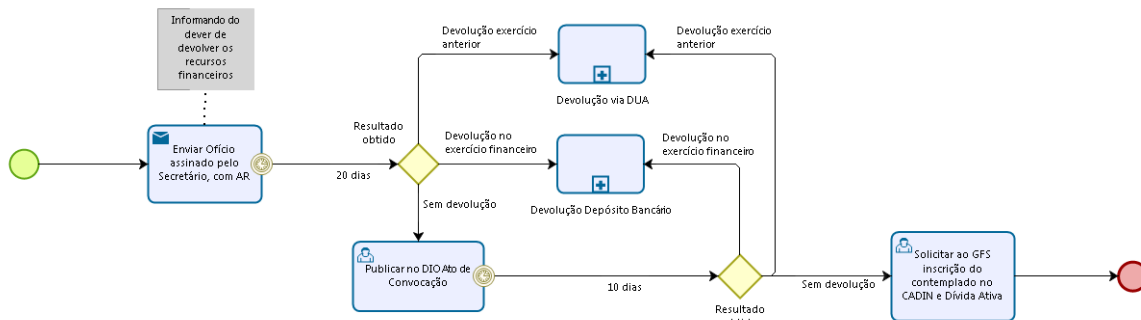 Informando do
dever de
devolver os
recursos
financeiros
Enviar Ofício
assinado pelo
Secretário, com AR
20 dias
Resultado
obtido
Devolução exercício
anterior
Devolução via DUA
Devolução exercício
anterior
Devolução no
exercício financeiro
Devolução Depósito Bancário
Devolução no
exercício financeiro
Sem devolução
Publicar no DIO Ato de
Convocação
10 dias
Resultado
Sem devolução
Solicitar ao GFS
inscrição do
contemplado no
CADIN e Dívida Ativa